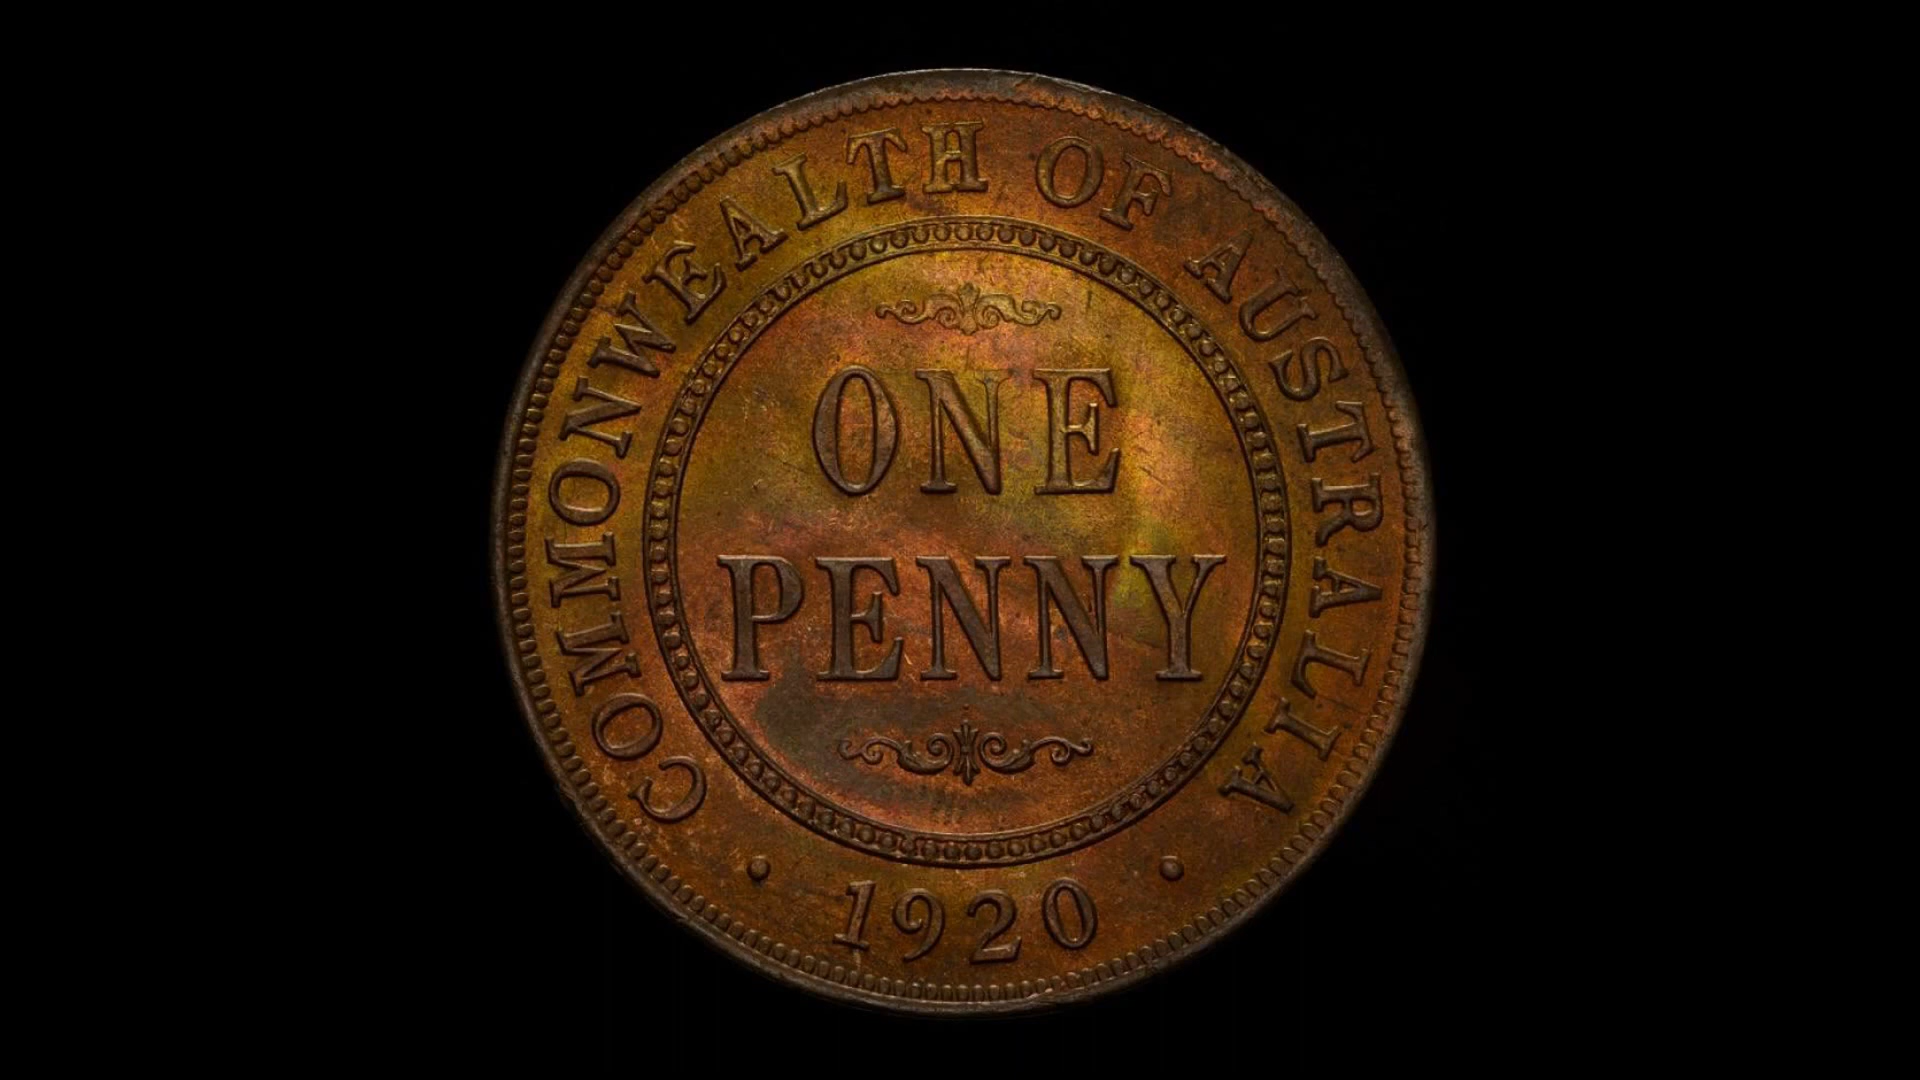 COMMONWEALTH OF AUSTRALIA
ONE
PENNY
· 1920 ·